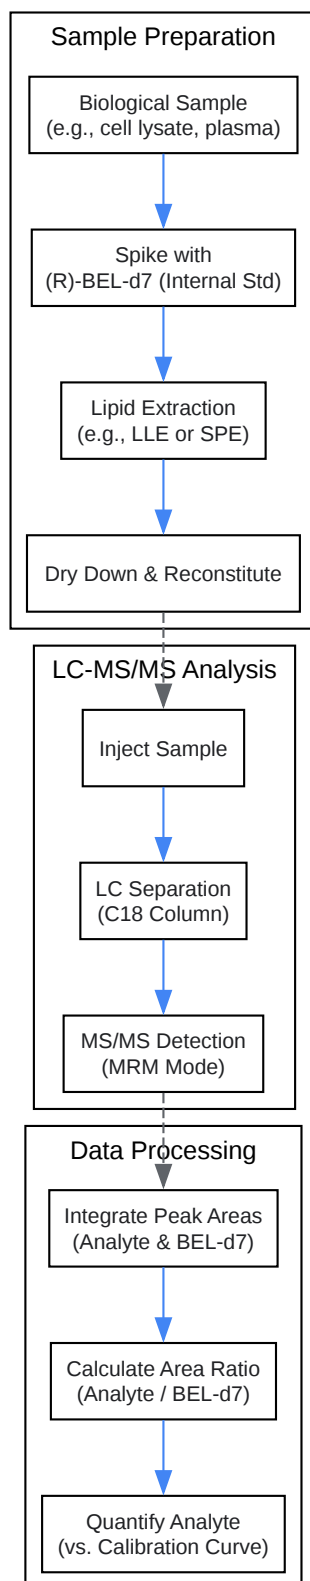 Sample Preparation
Biological Sample
(e.g., cell lysate, plasma)
Spike with
(R)-BEL-d7 (Internal Std)
Lipid Extraction
(e.g., LLE or SPE)
Dry Down & Reconstitute
LC-MS/MS Analysis
Inject Sample
LC Separation
(C18 Column)
MS/MS Detection
(MRM Mode)
Data Processing
Integrate Peak Areas
(Analyte & BEL-d7)
Calculate Area Ratio
(Analyte / BEL-d7)
Quantify Analyte
(vs. Calibration Curve)